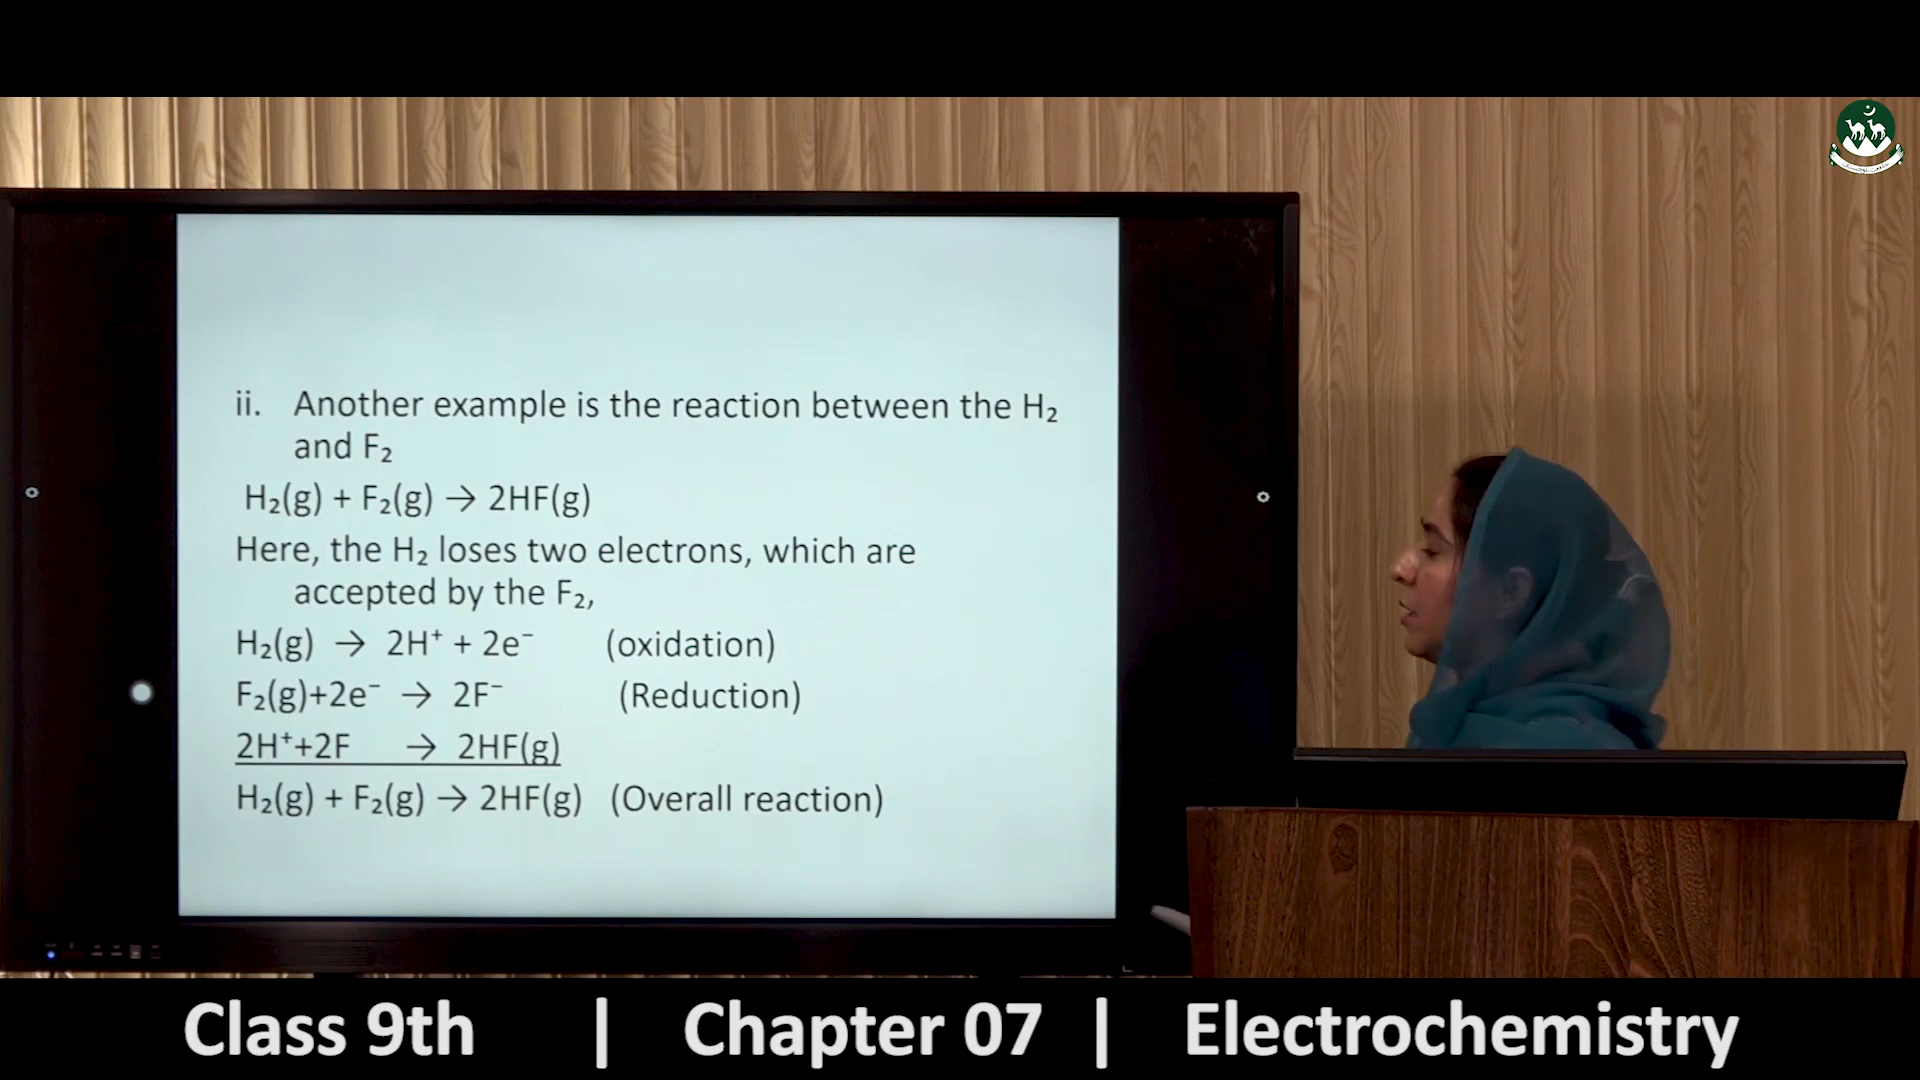 ii. Another example is the reaction between the H₂
and F₂
H₂(g) + F₂(g) → 2HF(g)
Here, the H₂ loses two electrons, which are
accepted by the F₂,
H₂(g) → 2H⁺ + 2e⁻ (oxidation)
F₂(g)+2e⁻ → 2F⁻ (Reduction)
2H⁺+2F → 2HF(g)
H₂(g) + F₂(g) → 2HF(g) (Overall reaction)
Class 9th | Chapter 07 | Electrochemistry